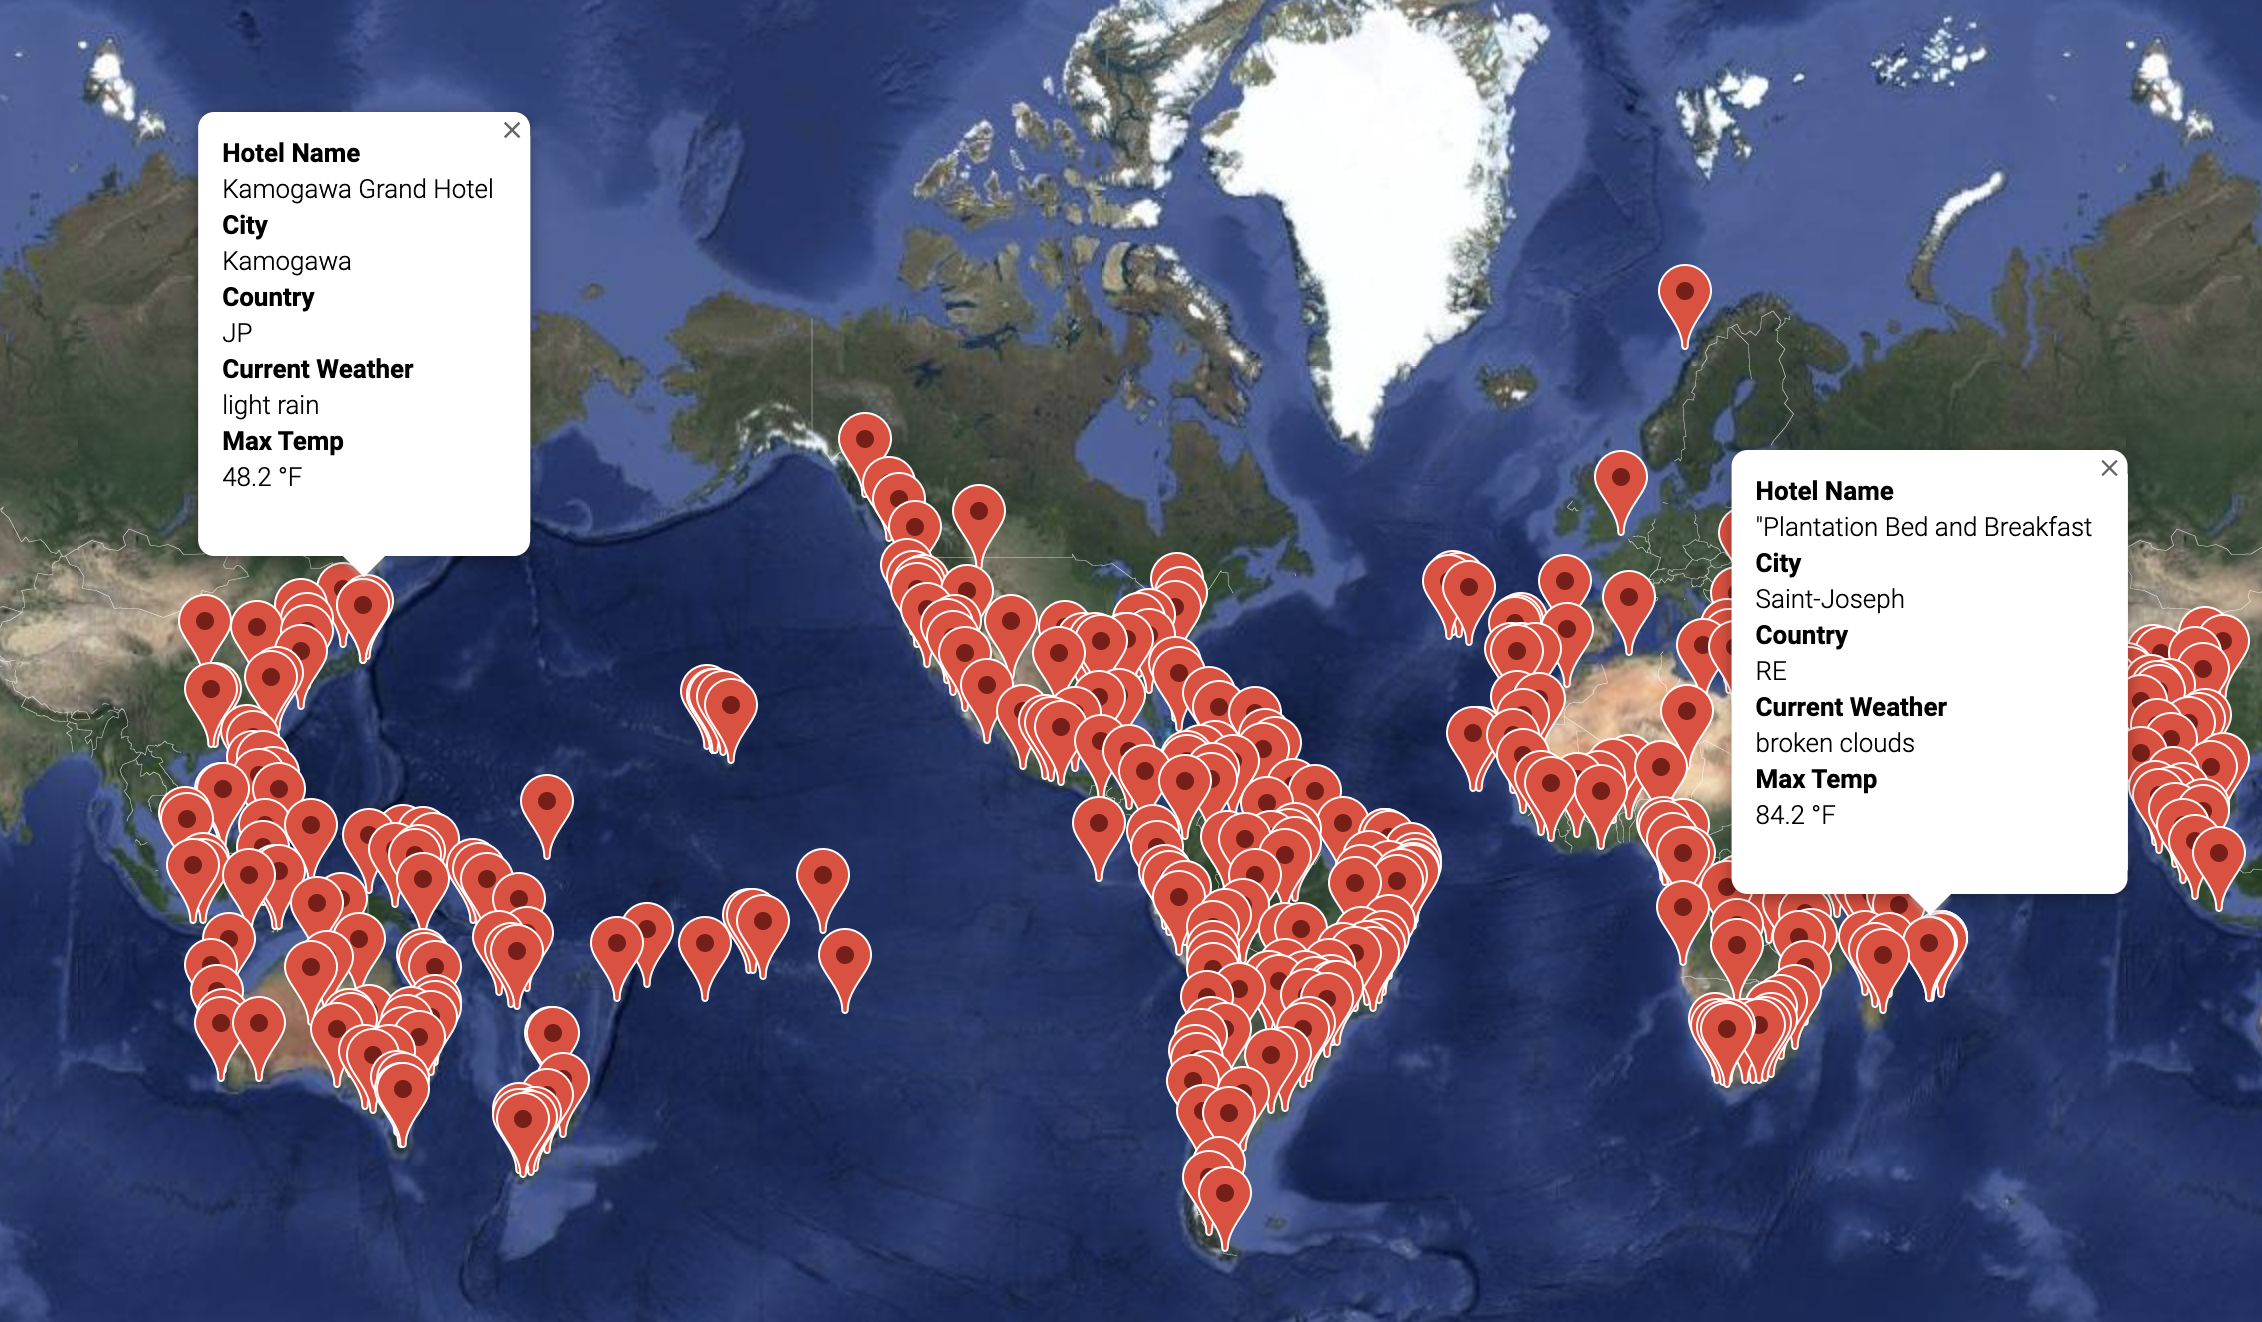 Hotel Name
Kamogawa Grand Hotel
City
Kamogawa
Country
JP
Current Weather
light rain
Max Temp
48.2 °F
Hotel Name
"Plantation Bed and Breakfast
City
Saint-Joseph
Country
RE
Current Weather
broken clouds
Max Temp
84.2 °F